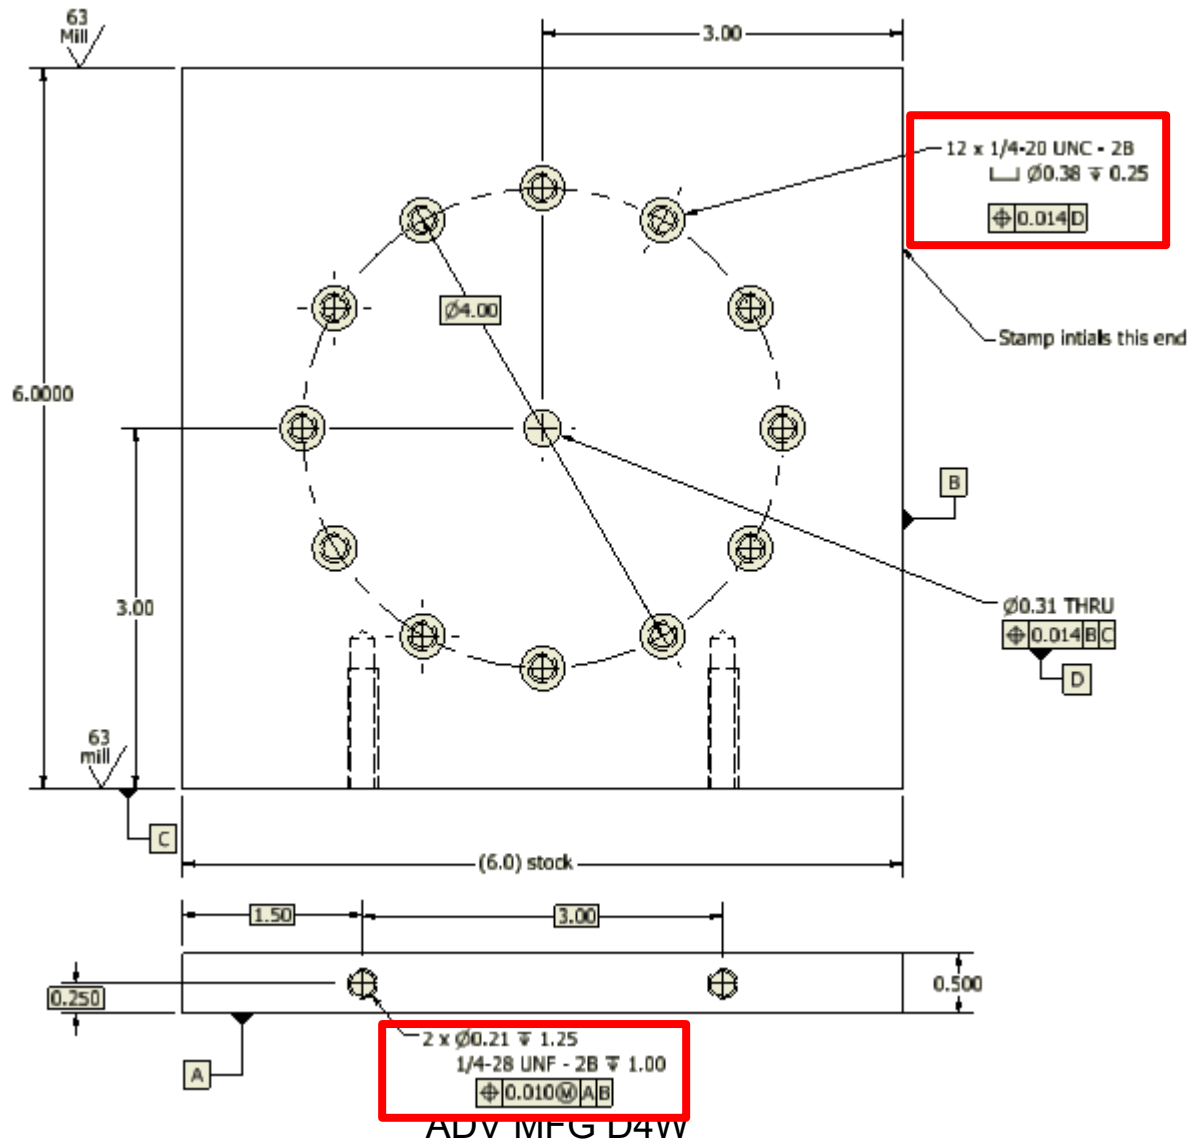 63
Mill
3.00
12 x 1/4-20 UNC - 2B
⌴ Ø0.38 ↧ 0.25
⌖ 0.014 D
Ø4.00
Stamp intials this end
6.0000
B
3.00
Ø0.31 THRU
⌖ 0.014 B C
D
63
mill
C
(6.0) stock
1.50
3.00
0.250
0.500
2 x Ø0.21 ↧ 1.25
1/4-28 UNF - 2B ↧ 1.00
⌖ 0.010 Ⓜ A B
A
ADV MFG D4W